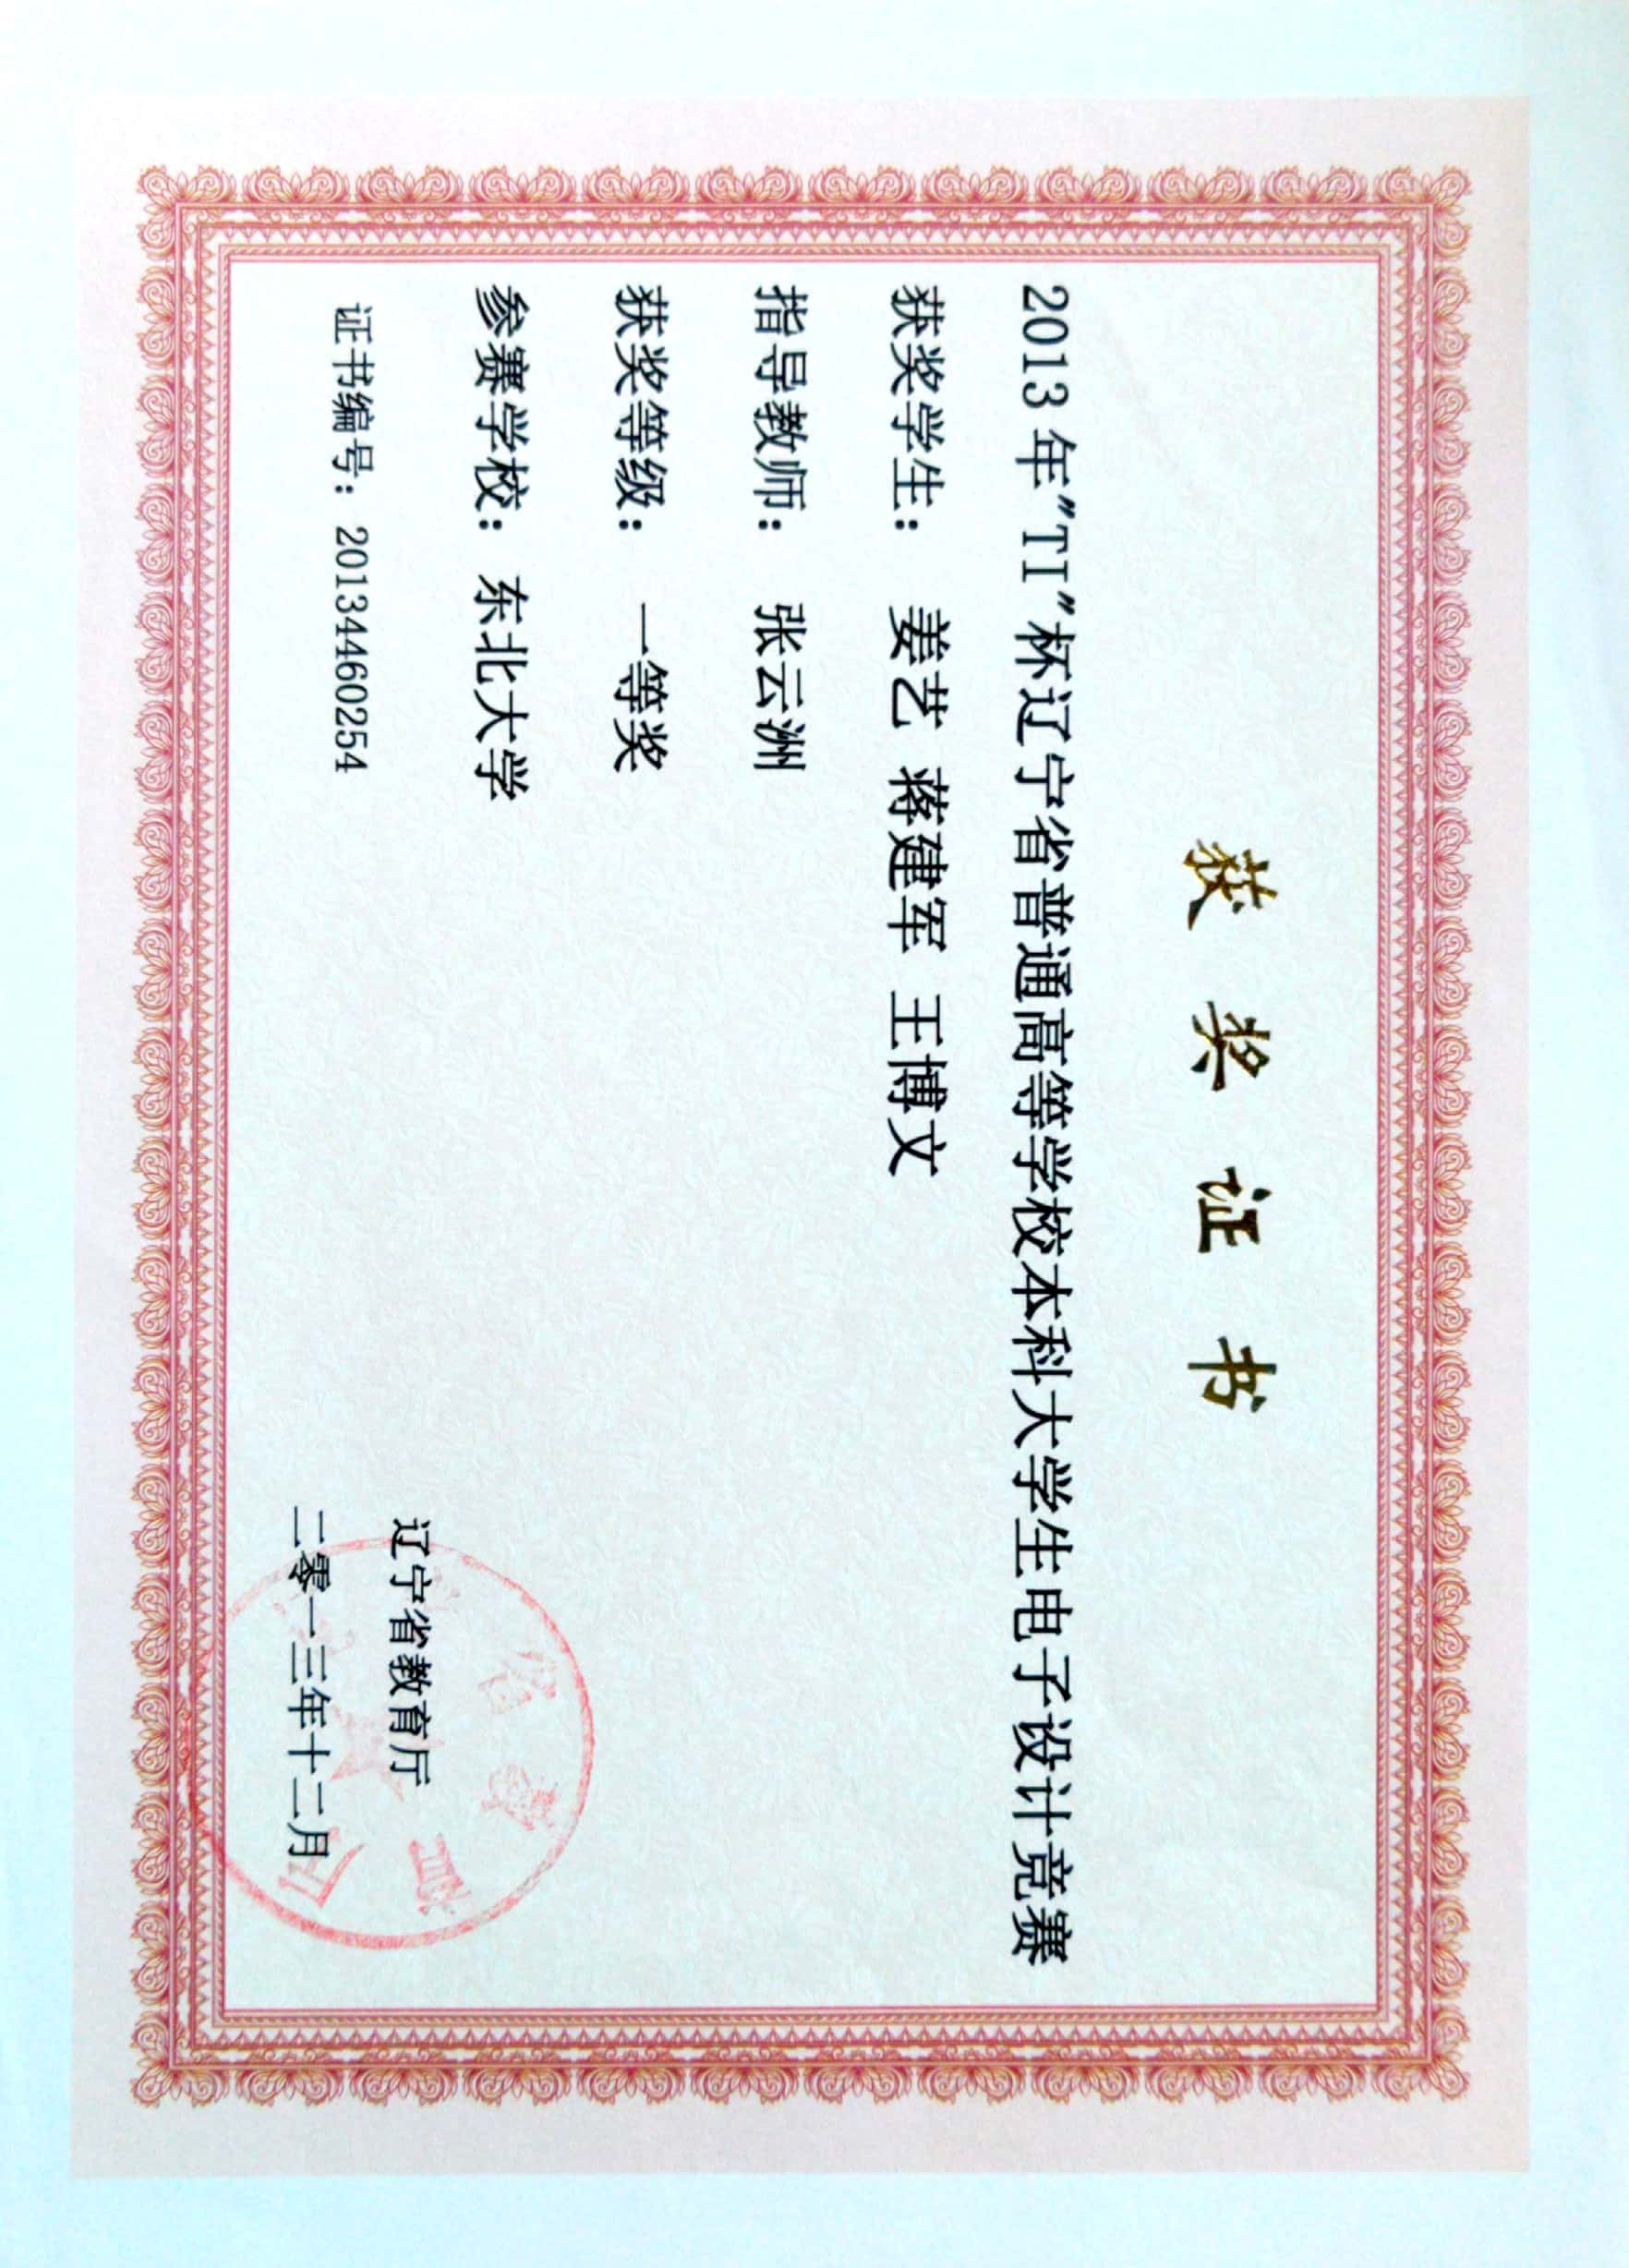 获奖证书
2013年"TI"杯辽宁省普通高等学校本科大学生电子设计竞赛
获奖学生： 姜艺 蒋建军 王博文
指导教师： 张云洲
获奖等级： 一等奖
参赛学校：东北大学
省教育厅
辽宁省教育厅
证书编号：20134460254
二零一三年十二月